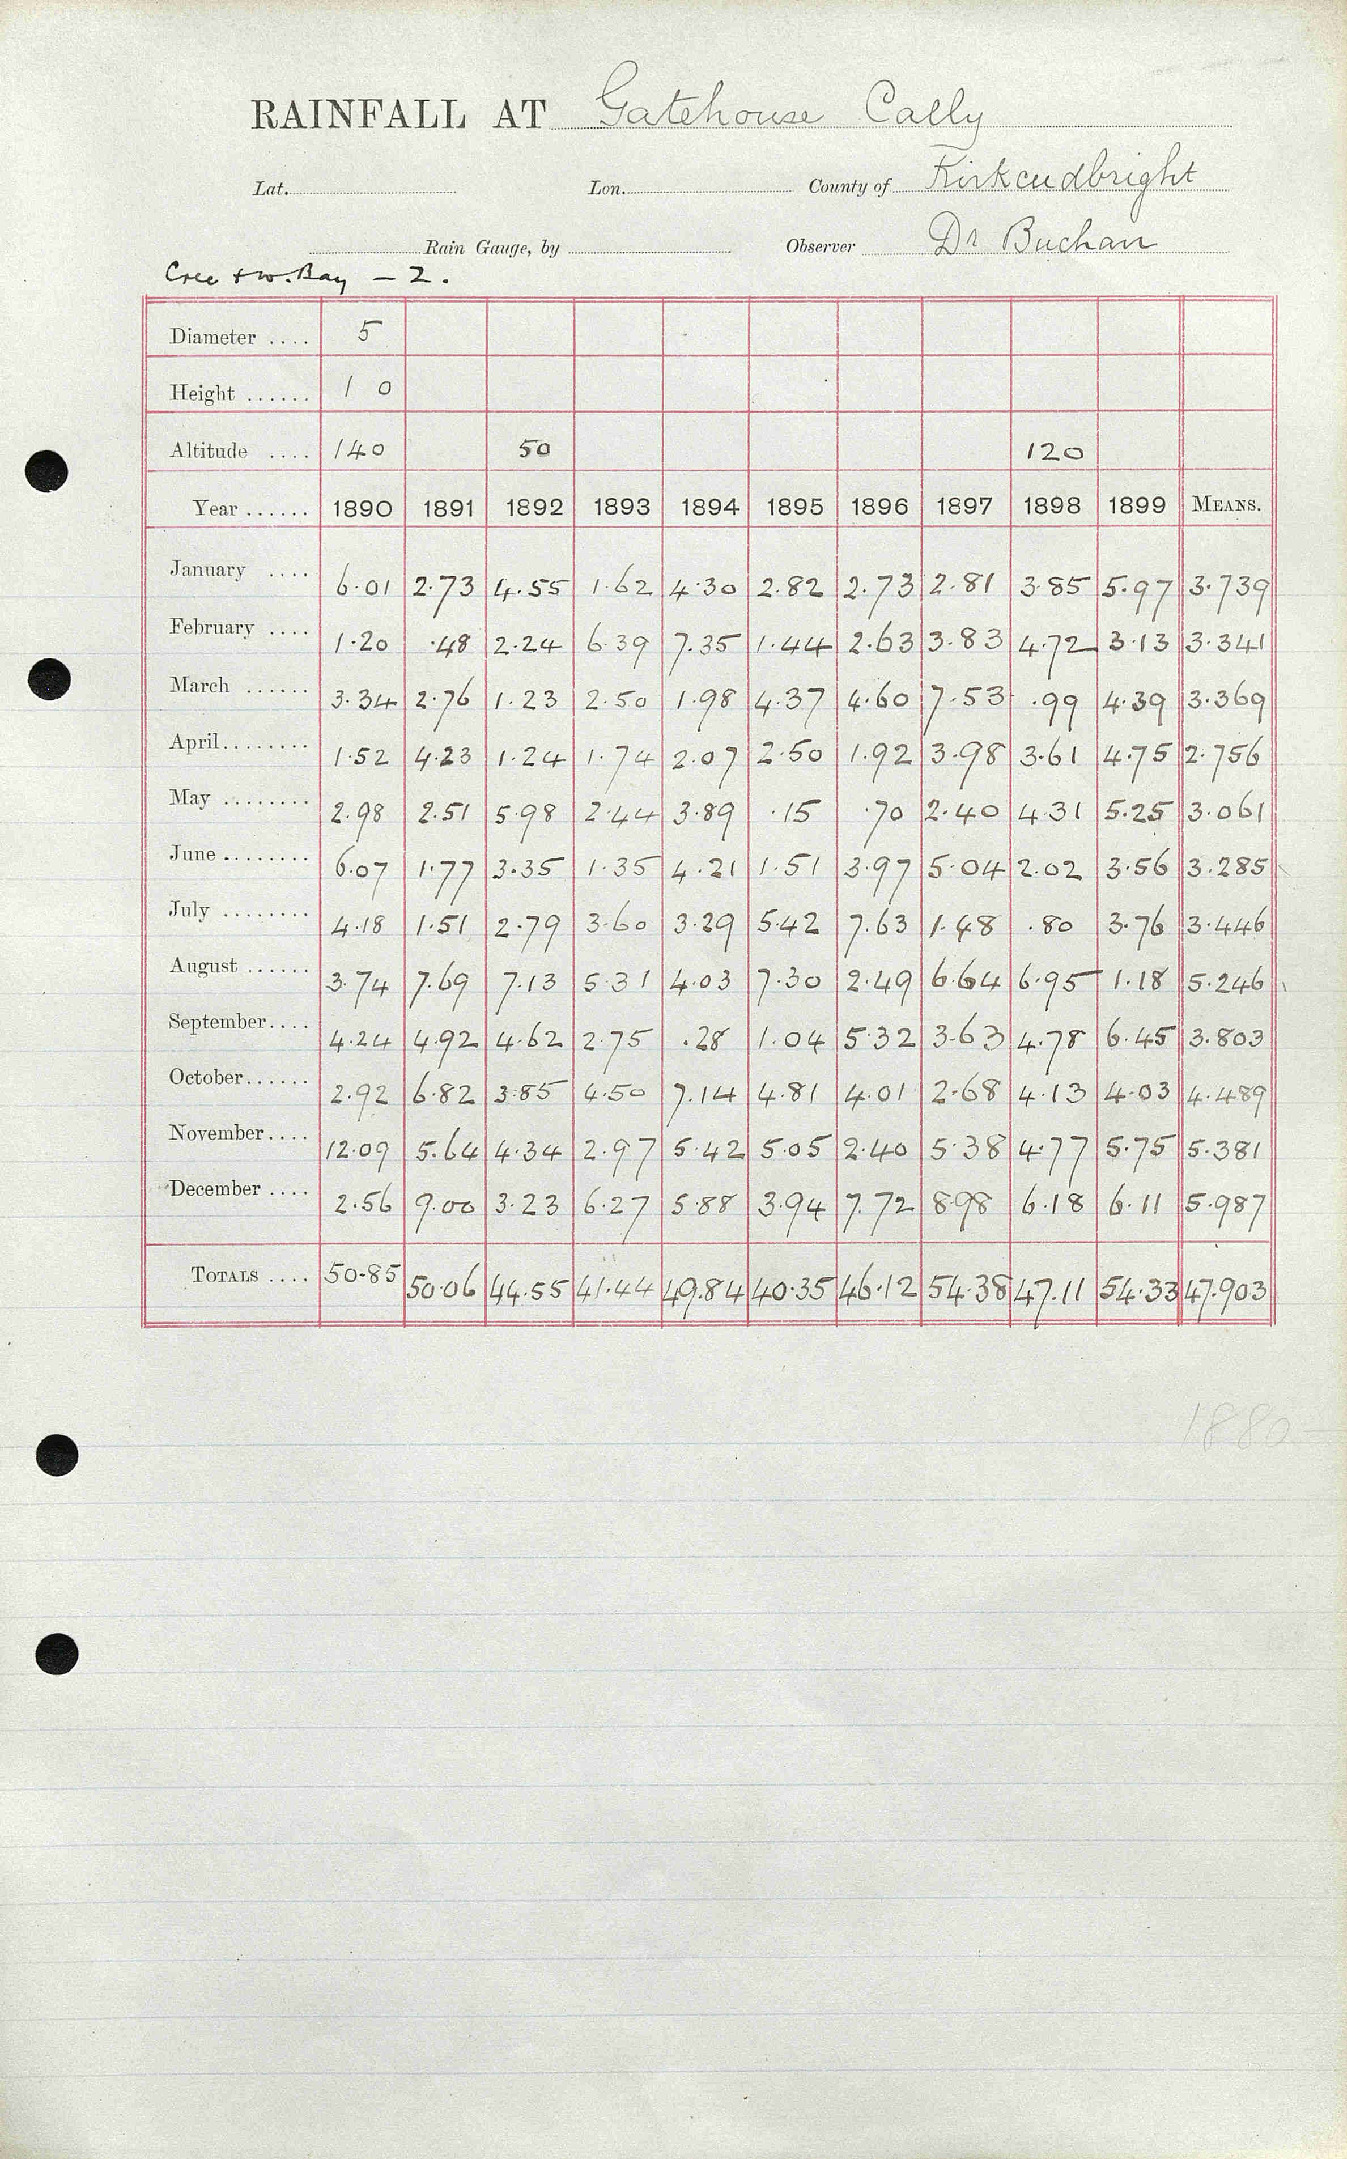 RAINFALL AT Gatehouse Cally
Lat. Lon. County of Kirkcudbright
Rain Gauge, by Observer Dr Buchan
Cree + W. Bay – 2.
Diameter .... 5
Height ...... 1 0
Altitude .... 140 50 120
Year ...... 1890 1891 1892 1893 1894 1895 1896 1897 1898 1899 MEANS.
January .... 6.01 2.73 4.55 1.62 4.30 2.82 2.73 2.81 3.85 5.97 3.739
February .... 1.20 .48 2.24 6.39 7.35 1.44 2.63 3.83 4.72 3.13 3.341
March ...... 3.34 2.76 1.23 2.50 1.98 4.37 4.60 7.53 .99 4.39 3.369
April........ 1.52 4.23 1.24 1.74 2.07 2.50 1.92 3.98 3.61 4.75 2.756
May ........ 2.98 2.51 5.98 2.44 3.89 .15 .70 2.40 4.31 5.25 3.061
June ........ 6.07 1.77 3.35 1.35 4.21 1.51 3.97 5.04 2.02 3.56 3.285
July ........ 4.18 1.51 2.79 3.60 3.29 5.42 7.63 1.48 .80 3.76 3.446
August ...... 3.74 7.69 7.13 5.31 4.03 7.30 2.49 6.64 6.95 1.18 5.246
September.... 4.24 4.92 4.62 2.75 .28 1.04 5.32 3.63 4.78 6.45 3.803
October...... 2.92 6.82 3.85 4.50 7.14 4.81 4.01 2.68 4.13 4.03 4.489
November.... 12.09 5.64 4.34 2.97 5.42 5.05 2.40 5.38 4.77 5.75 5.381
December .... 2.56 9.00 3.23 6.27 5.88 3.94 7.72 8.98 6.18 6.11 5.987
TOTALS .... 50.85 50.06 44.55 41.44 49.84 40.35 46.12 54.38 47.11 54.33 47.903
1880–